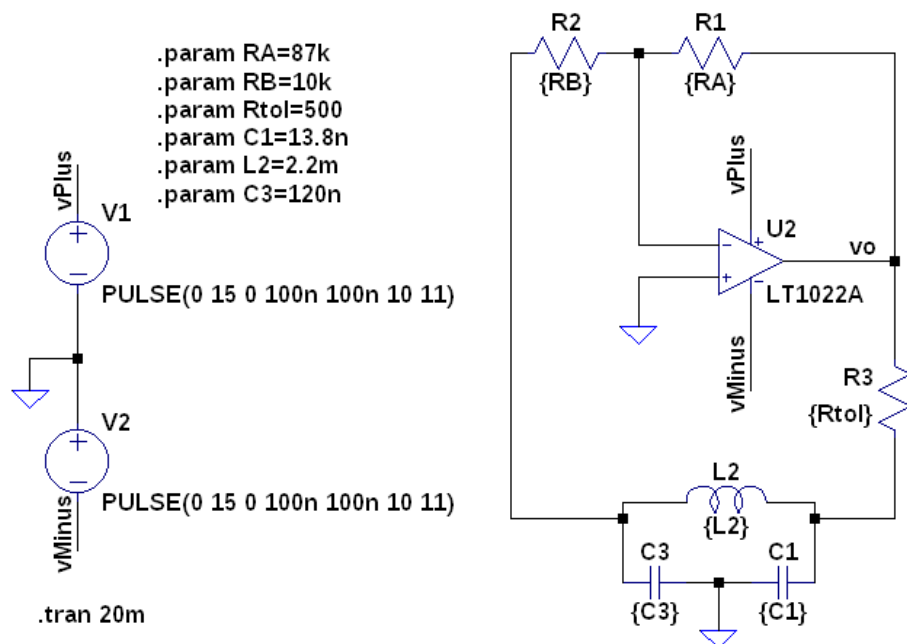 .param RA=87k
.param RB=10k
.param Rtol=500
.param C1=13.8n
.param L2=2.2m
.param C3=120n
vPlus
V1
+
−
PULSE(0 15 0 100n 100n 10 11)
V2
+
−
PULSE(0 15 0 100n 100n 10 11)
vMinus
.tran 20m
R2
{RB}
R1
{RA}
vPlus
U2
+
−
+
−
vo
LT1022A
vMinus
R3
{Rtol}
L2
{L2}
C3
{C3}
C1
{C1}